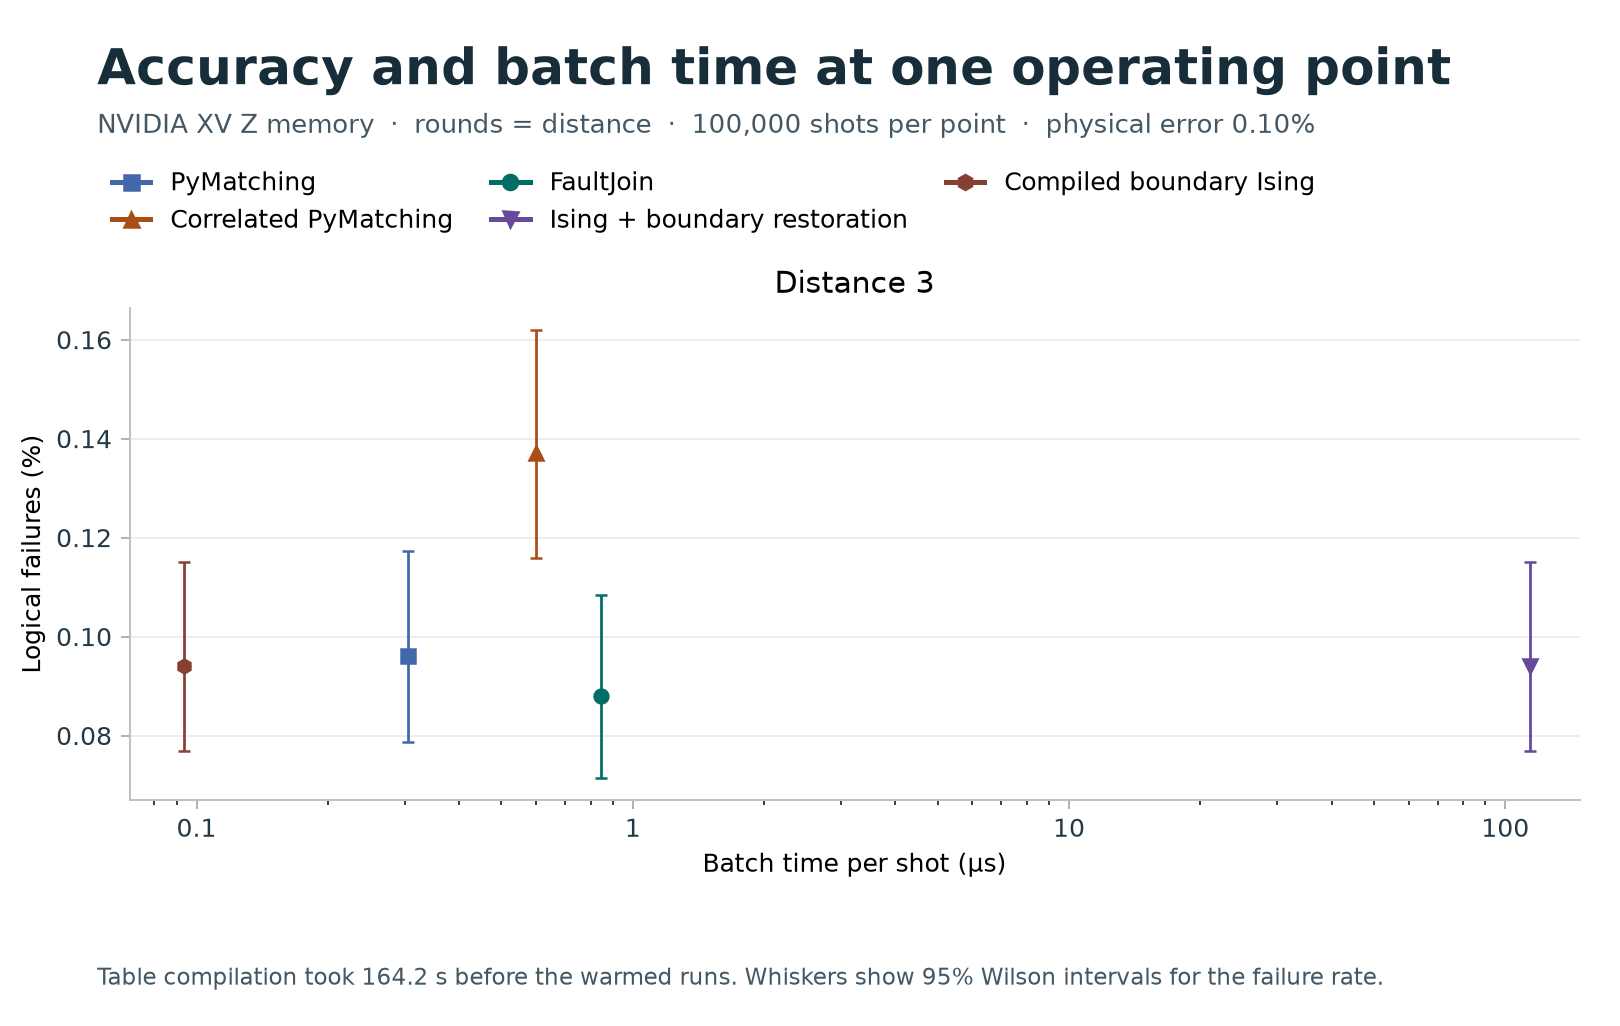 Accuracy and batch time at one operating point
NVIDIA XV Z memory · rounds = distance · 100,000 shots per point · physical error 0.10%
PyMatching
FaultJoin
Compiled boundary Ising
Correlated PyMatching
Ising + boundary restoration
Distance 3
Logical failures (%)
0.16
0.14
0.12
0.10
0.08
0.1
1
10
100
Batch time per shot (µs)
Table compilation took 164.2 s before the warmed runs. Whiskers show 95% Wilson intervals for the failure rate.